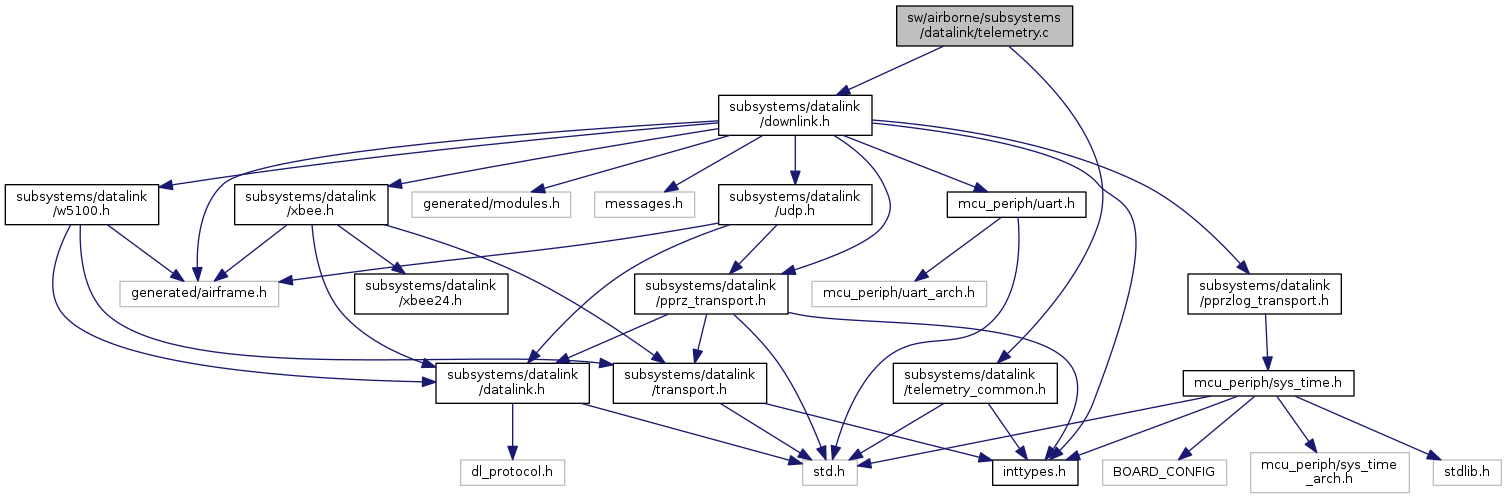 sw/airborne/subsystems
/datalink/telemetry.c
subsystems/datalink
/downlink.h
subsystems/datalink
/w5100.h
subsystems/datalink
/xbee.h
generated/modules.h
messages.h
subsystems/datalink
/udp.h
mcu_periph/uart.h
generated/airframe.h
subsystems/datalink
/xbee24.h
subsystems/datalink
/pprz_transport.h
mcu_periph/uart_arch.h
subsystems/datalink
/pprzlog_transport.h
subsystems/datalink
/datalink.h
subsystems/datalink
/transport.h
subsystems/datalink
/telemetry_common.h
mcu_periph/sys_time.h
dl_protocol.h
std.h
inttypes.h
BOARD_CONFIG
mcu_periph/sys_time
_arch.h
stdlib.h